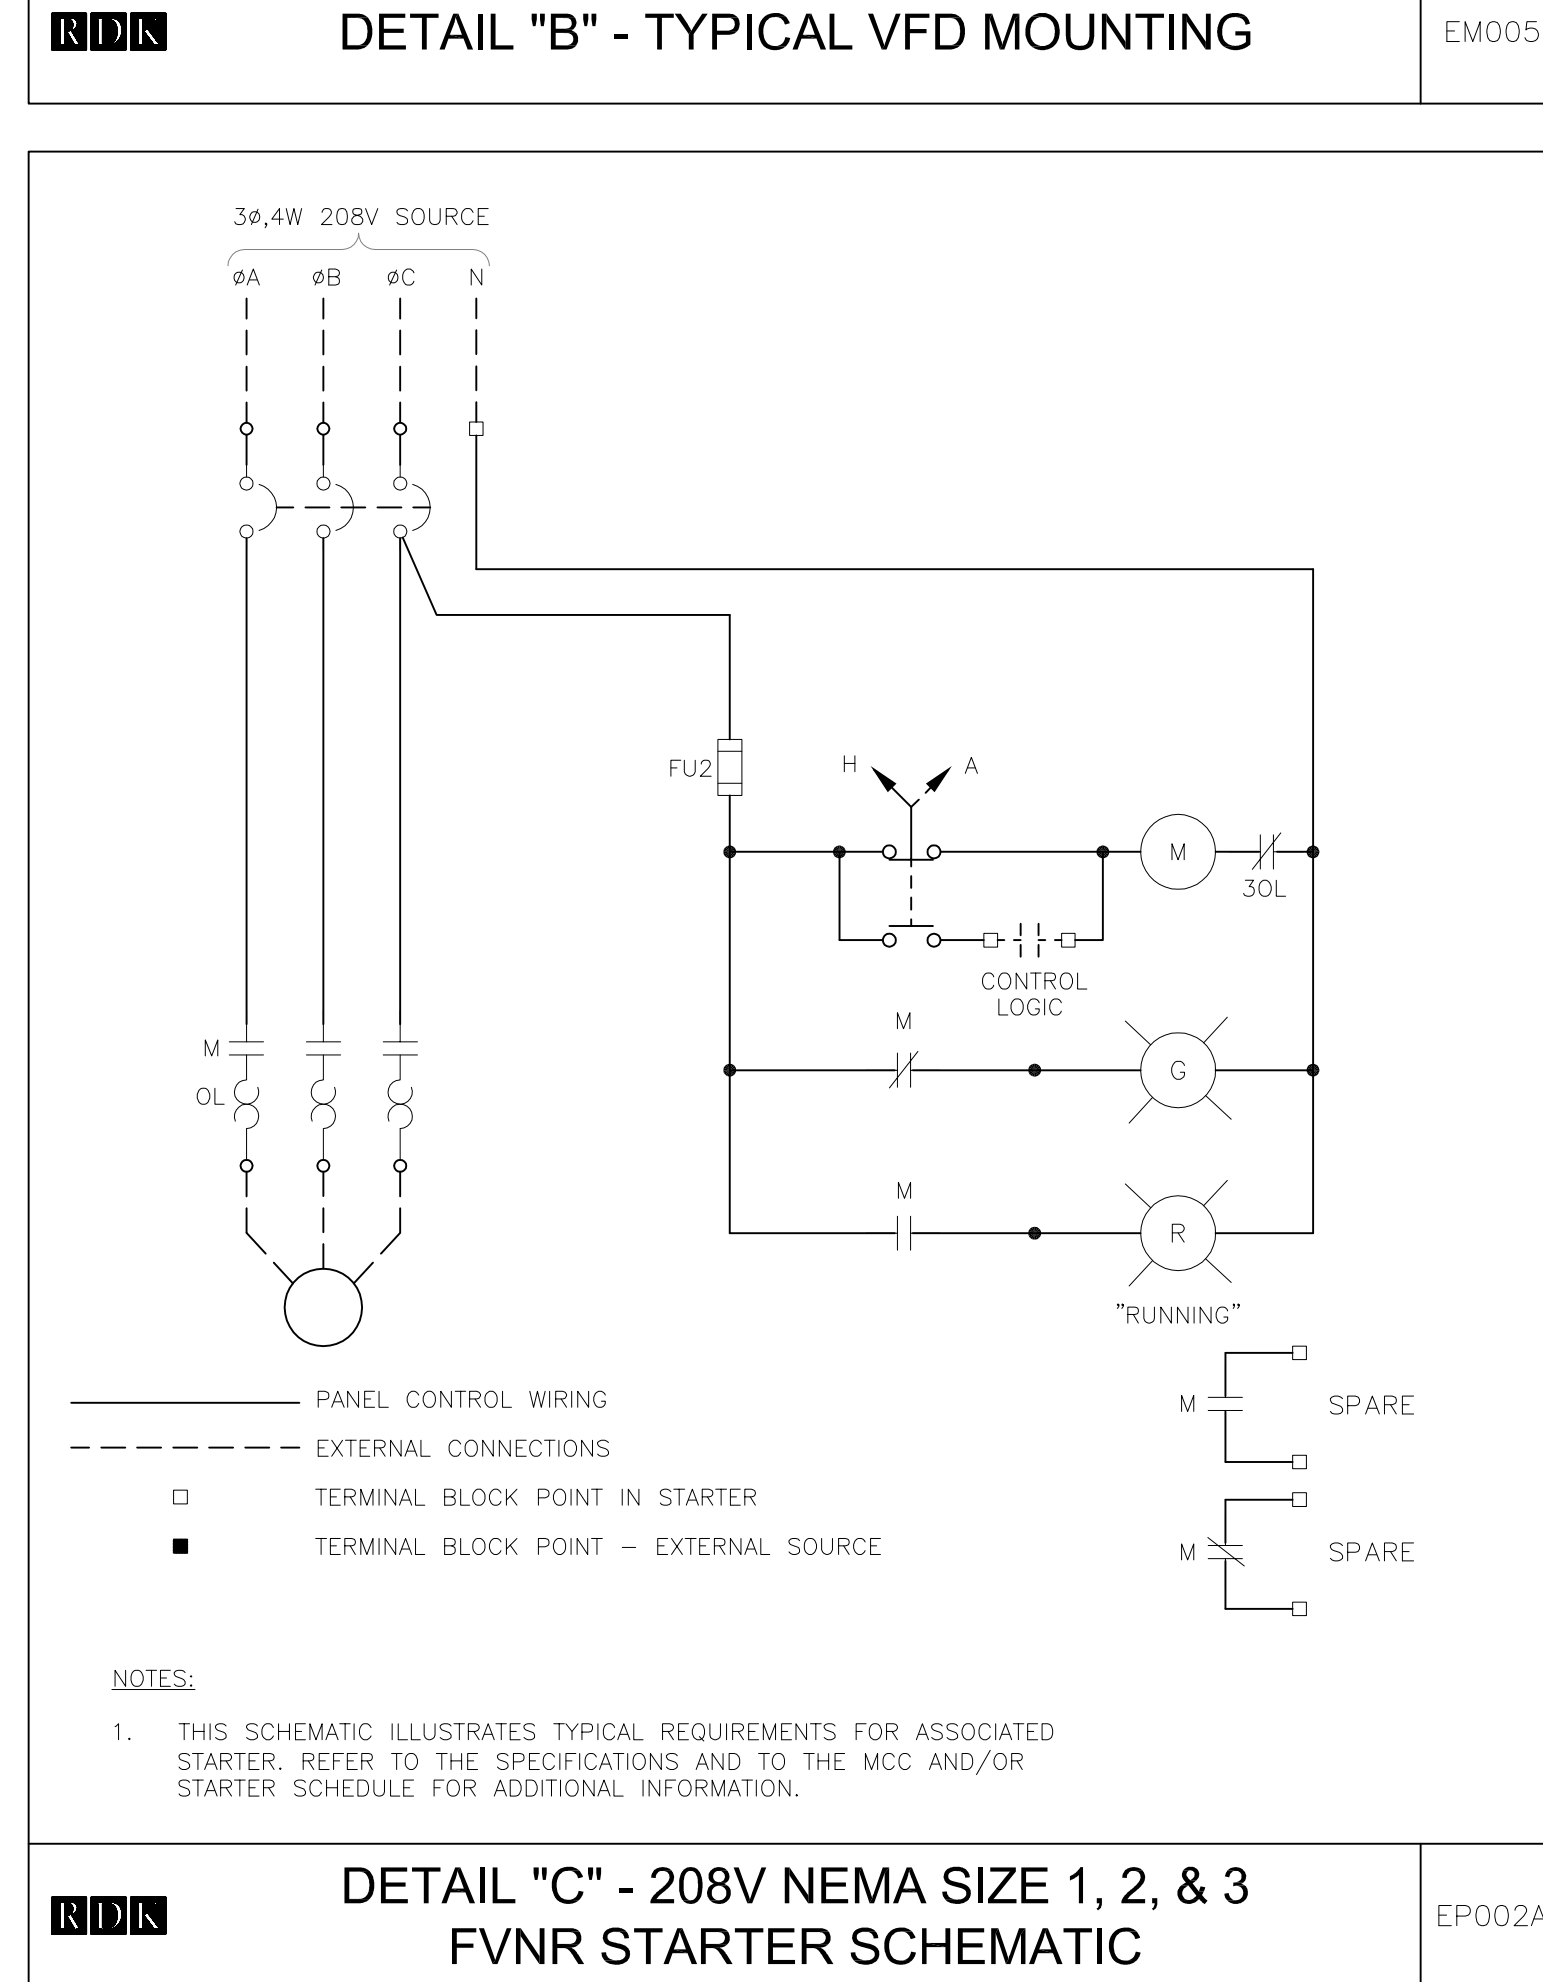 RDK
DETAIL "B" - TYPICAL VFD MOUNTING
EM005
3ø,4W 208V SOURCE
øA øB øC N
FU2
H
A
M
3OL
CONTROL
LOGIC
M
G
M
OL
M
R
"RUNNING"
M SPARE
M SPARE
PANEL CONTROL WIRING
EXTERNAL CONNECTIONS
TERMINAL BLOCK POINT IN STARTER
TERMINAL BLOCK POINT – EXTERNAL SOURCE
NOTES:
1. THIS SCHEMATIC ILLUSTRATES TYPICAL REQUIREMENTS FOR ASSOCIATED
STARTER. REFER TO THE SPECIFICATIONS AND TO THE MCC AND/OR
STARTER SCHEDULE FOR ADDITIONAL INFORMATION.
RDK
DETAIL "C" - 208V NEMA SIZE 1, 2, & 3
FVNR STARTER SCHEMATIC
EP002A